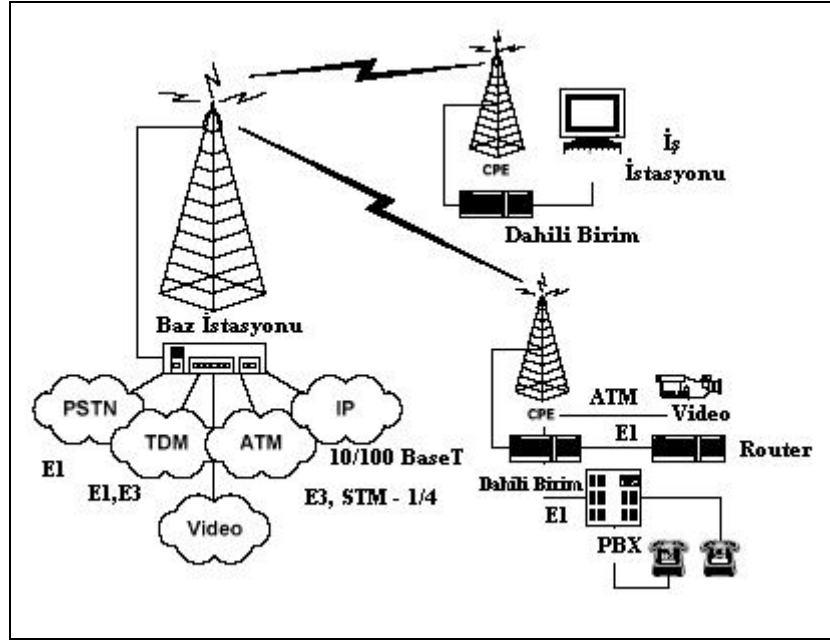 CPE
İş
İstasyonu
Dahili Birim
Baz İstasyonu
PSTN
TDM
ATM
IP
E1
E1,E3
10/100 BaseT
E3, STM - 1/4
Video
CPE
ATM
Video
E1
Router
Dahili Birim
E1
PBX